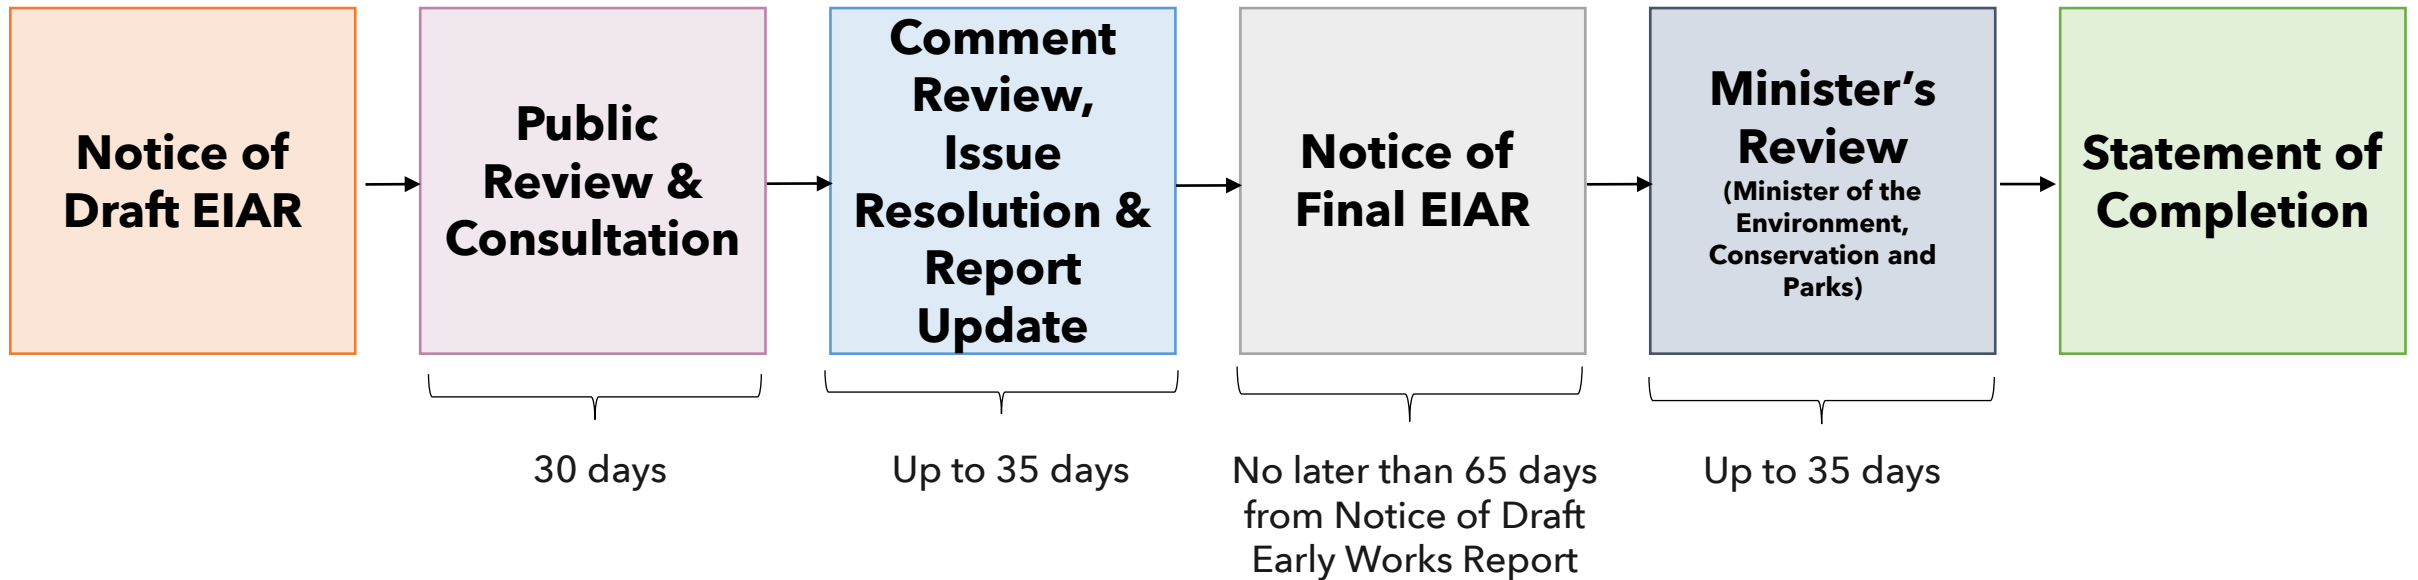 Notice of
Draft EIAR
Public
Review &
Consultation
Comment
Review,
Issue
Resolution &
Report
Update
Notice of
Final EIAR
Minister’s
Review
(Minister of the
Environment,
Conservation and
Parks)
Statement of
Completion
30 days
Up to 35 days
No later than 65 days
from Notice of Draft
Early Works Report
Up to 35 days